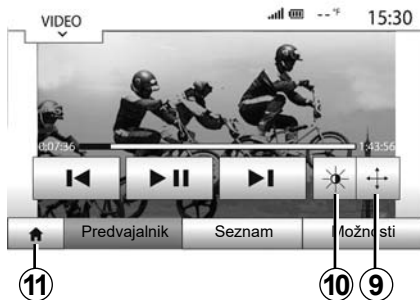 VIDEO
--°F
15:30
0:07:36
1:43:56
Predvajalnik
Seznam
Možnosti
11
10
9